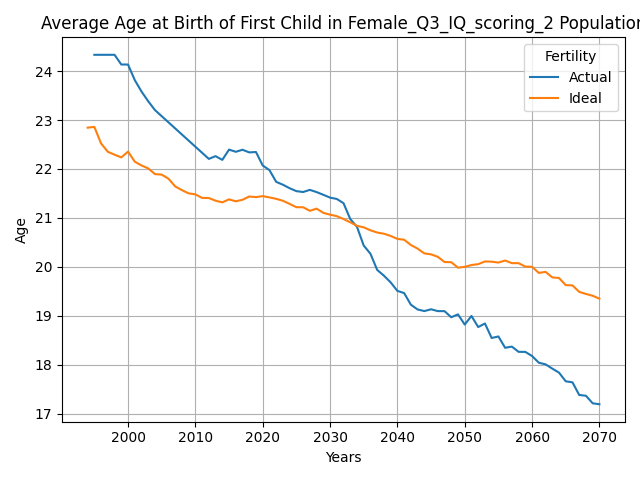 Average Age at Birth of First Child in Female_Q3_IQ_scoring_2 Population
Fertility
Actual
Ideal
24
23
22
21
20
19
18
17
Age
2000
2010
2020
2030
2040
2050
2060
2070
Years